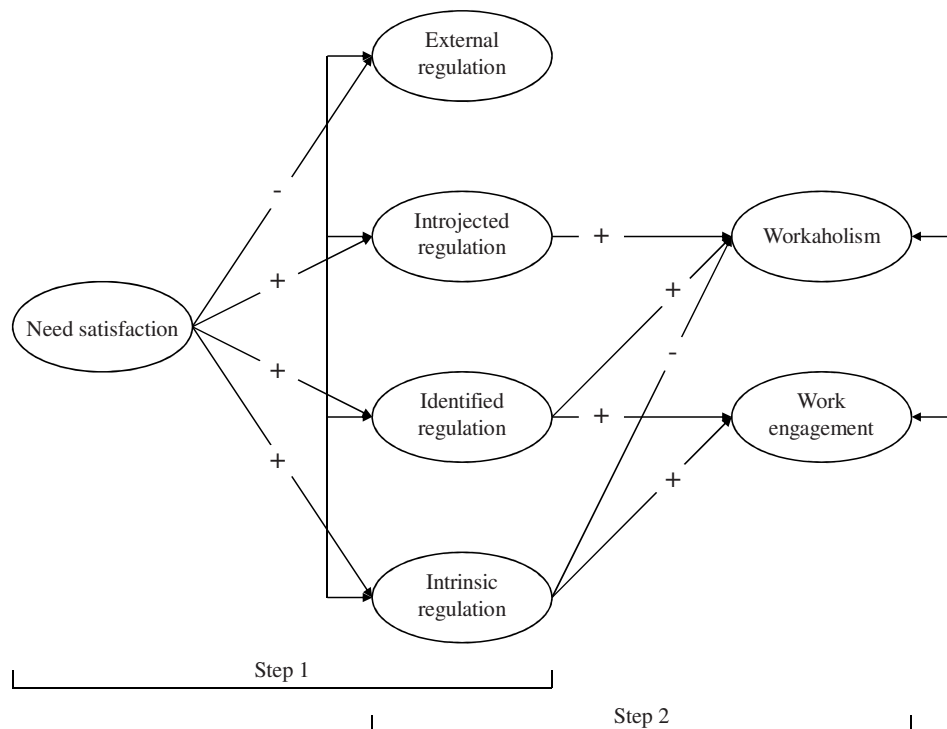 External
regulation
-
Introjected
regulation
+
Workaholism
+
+
Need satisfaction
-
+
Identified
regulation
+
Work
engagement
+
+
Intrinsic
regulation
Step 1
Step 2